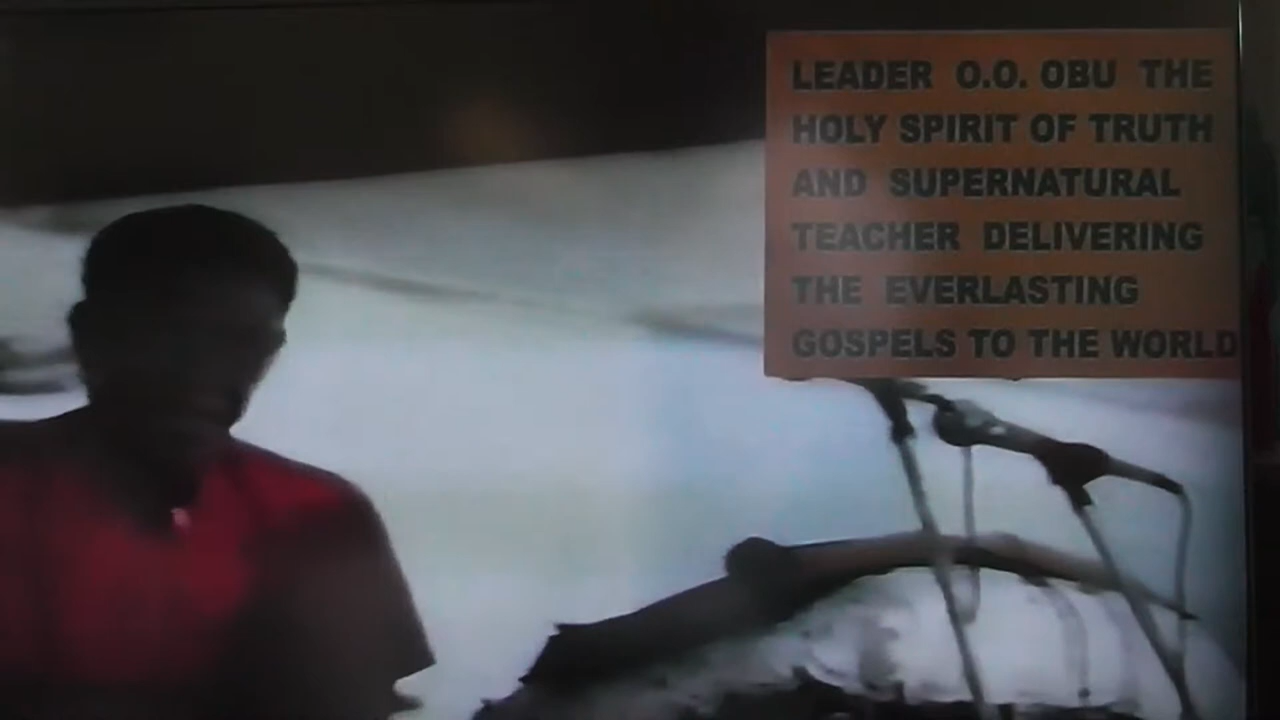 LEADER O.O. OBU THE
HOLY SPIRIT OF TRUTH
AND SUPERNATURAL
TEACHER DELIVERING
THE EVERLASTING
GOSPELS TO THE WORLD